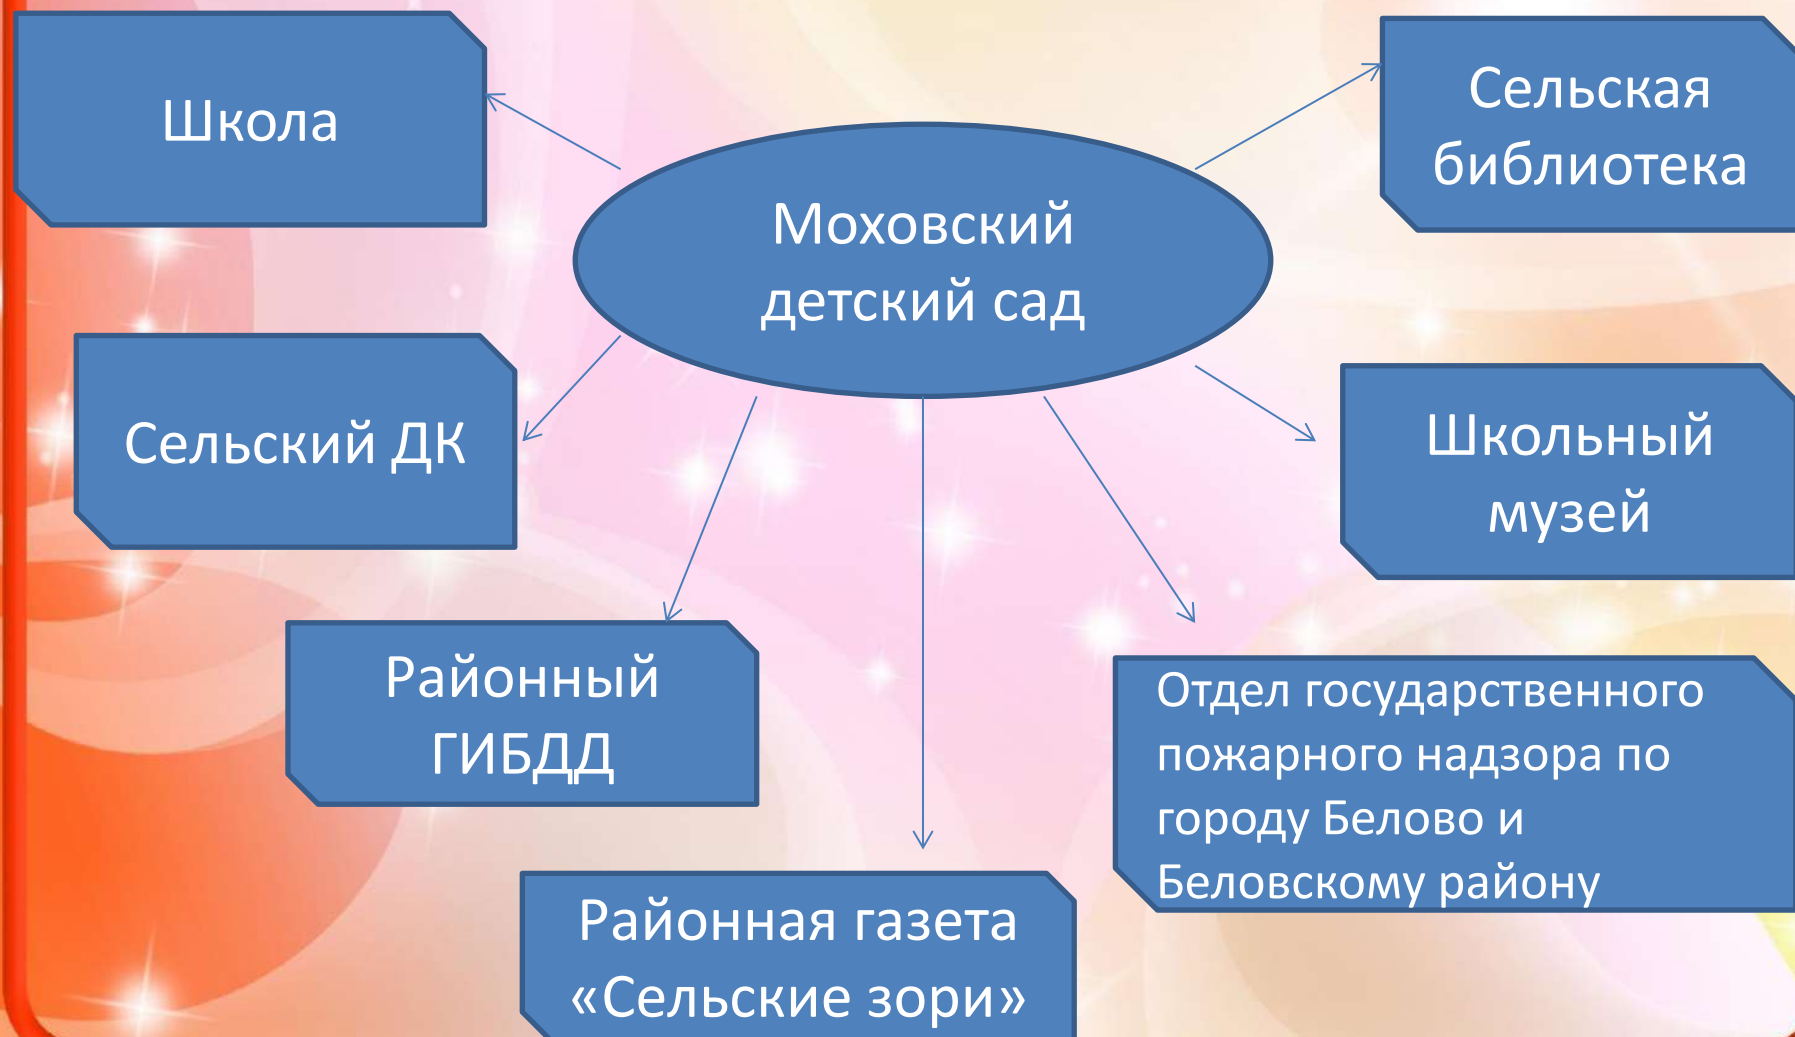 Школа
Сельская
библиотека
Моховский
детский сад
Сельский ДК
Школьный
музей
Районный
ГИБДД
Отдел государственного
пожарного надзора по
городу Белово и
Беловскому району
Районная газета
«Сельские зори»